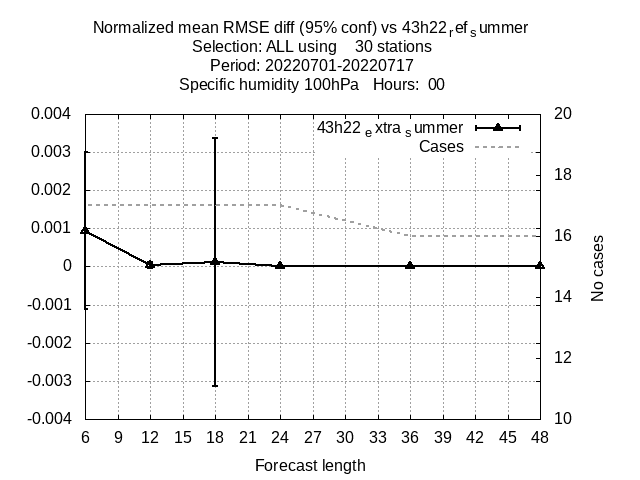 Normalized mean RMSE diff (95% conf) vs 43h22refsummer
Selection: ALL using 30 stations
Period: 20220701-20220717
Specific humidity 100hPa Hours: 00
43h22extrasummer
Cases
0.004
0.003
0.002
0.001
0
-0.001
-0.002
-0.003
-0.004
20
18
16
14
12
10
No cases
6 9 12 15 18 21 24 27 30 33 36 39 42 45 48
Forecast length